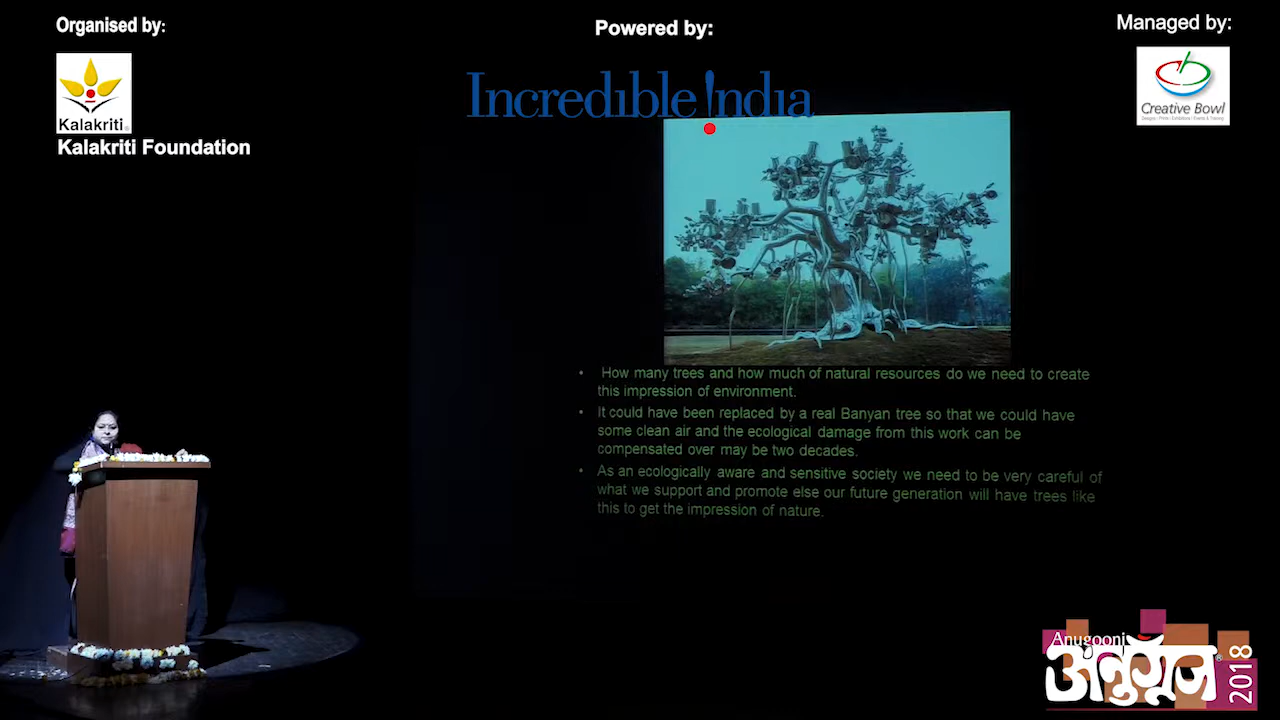 Organised by:
Powered by:
Managed by:
Kalakriti
Kalakriti Foundation
Incredıble !ndıa
Creative Bowl
• How many trees and how much of natural resources do we need to create
this impression of environment.
• It could have been replaced by a real Banyan tree so that we could have
some clean air and the ecological damage from this work can be
compensated over may be two decades.
• As an ecologically aware and sensitive society we need to be very careful of
what we support and promote else our future generation will have trees like
this to get the impression of nature.
Anugoonj
अनुगूँज
2018